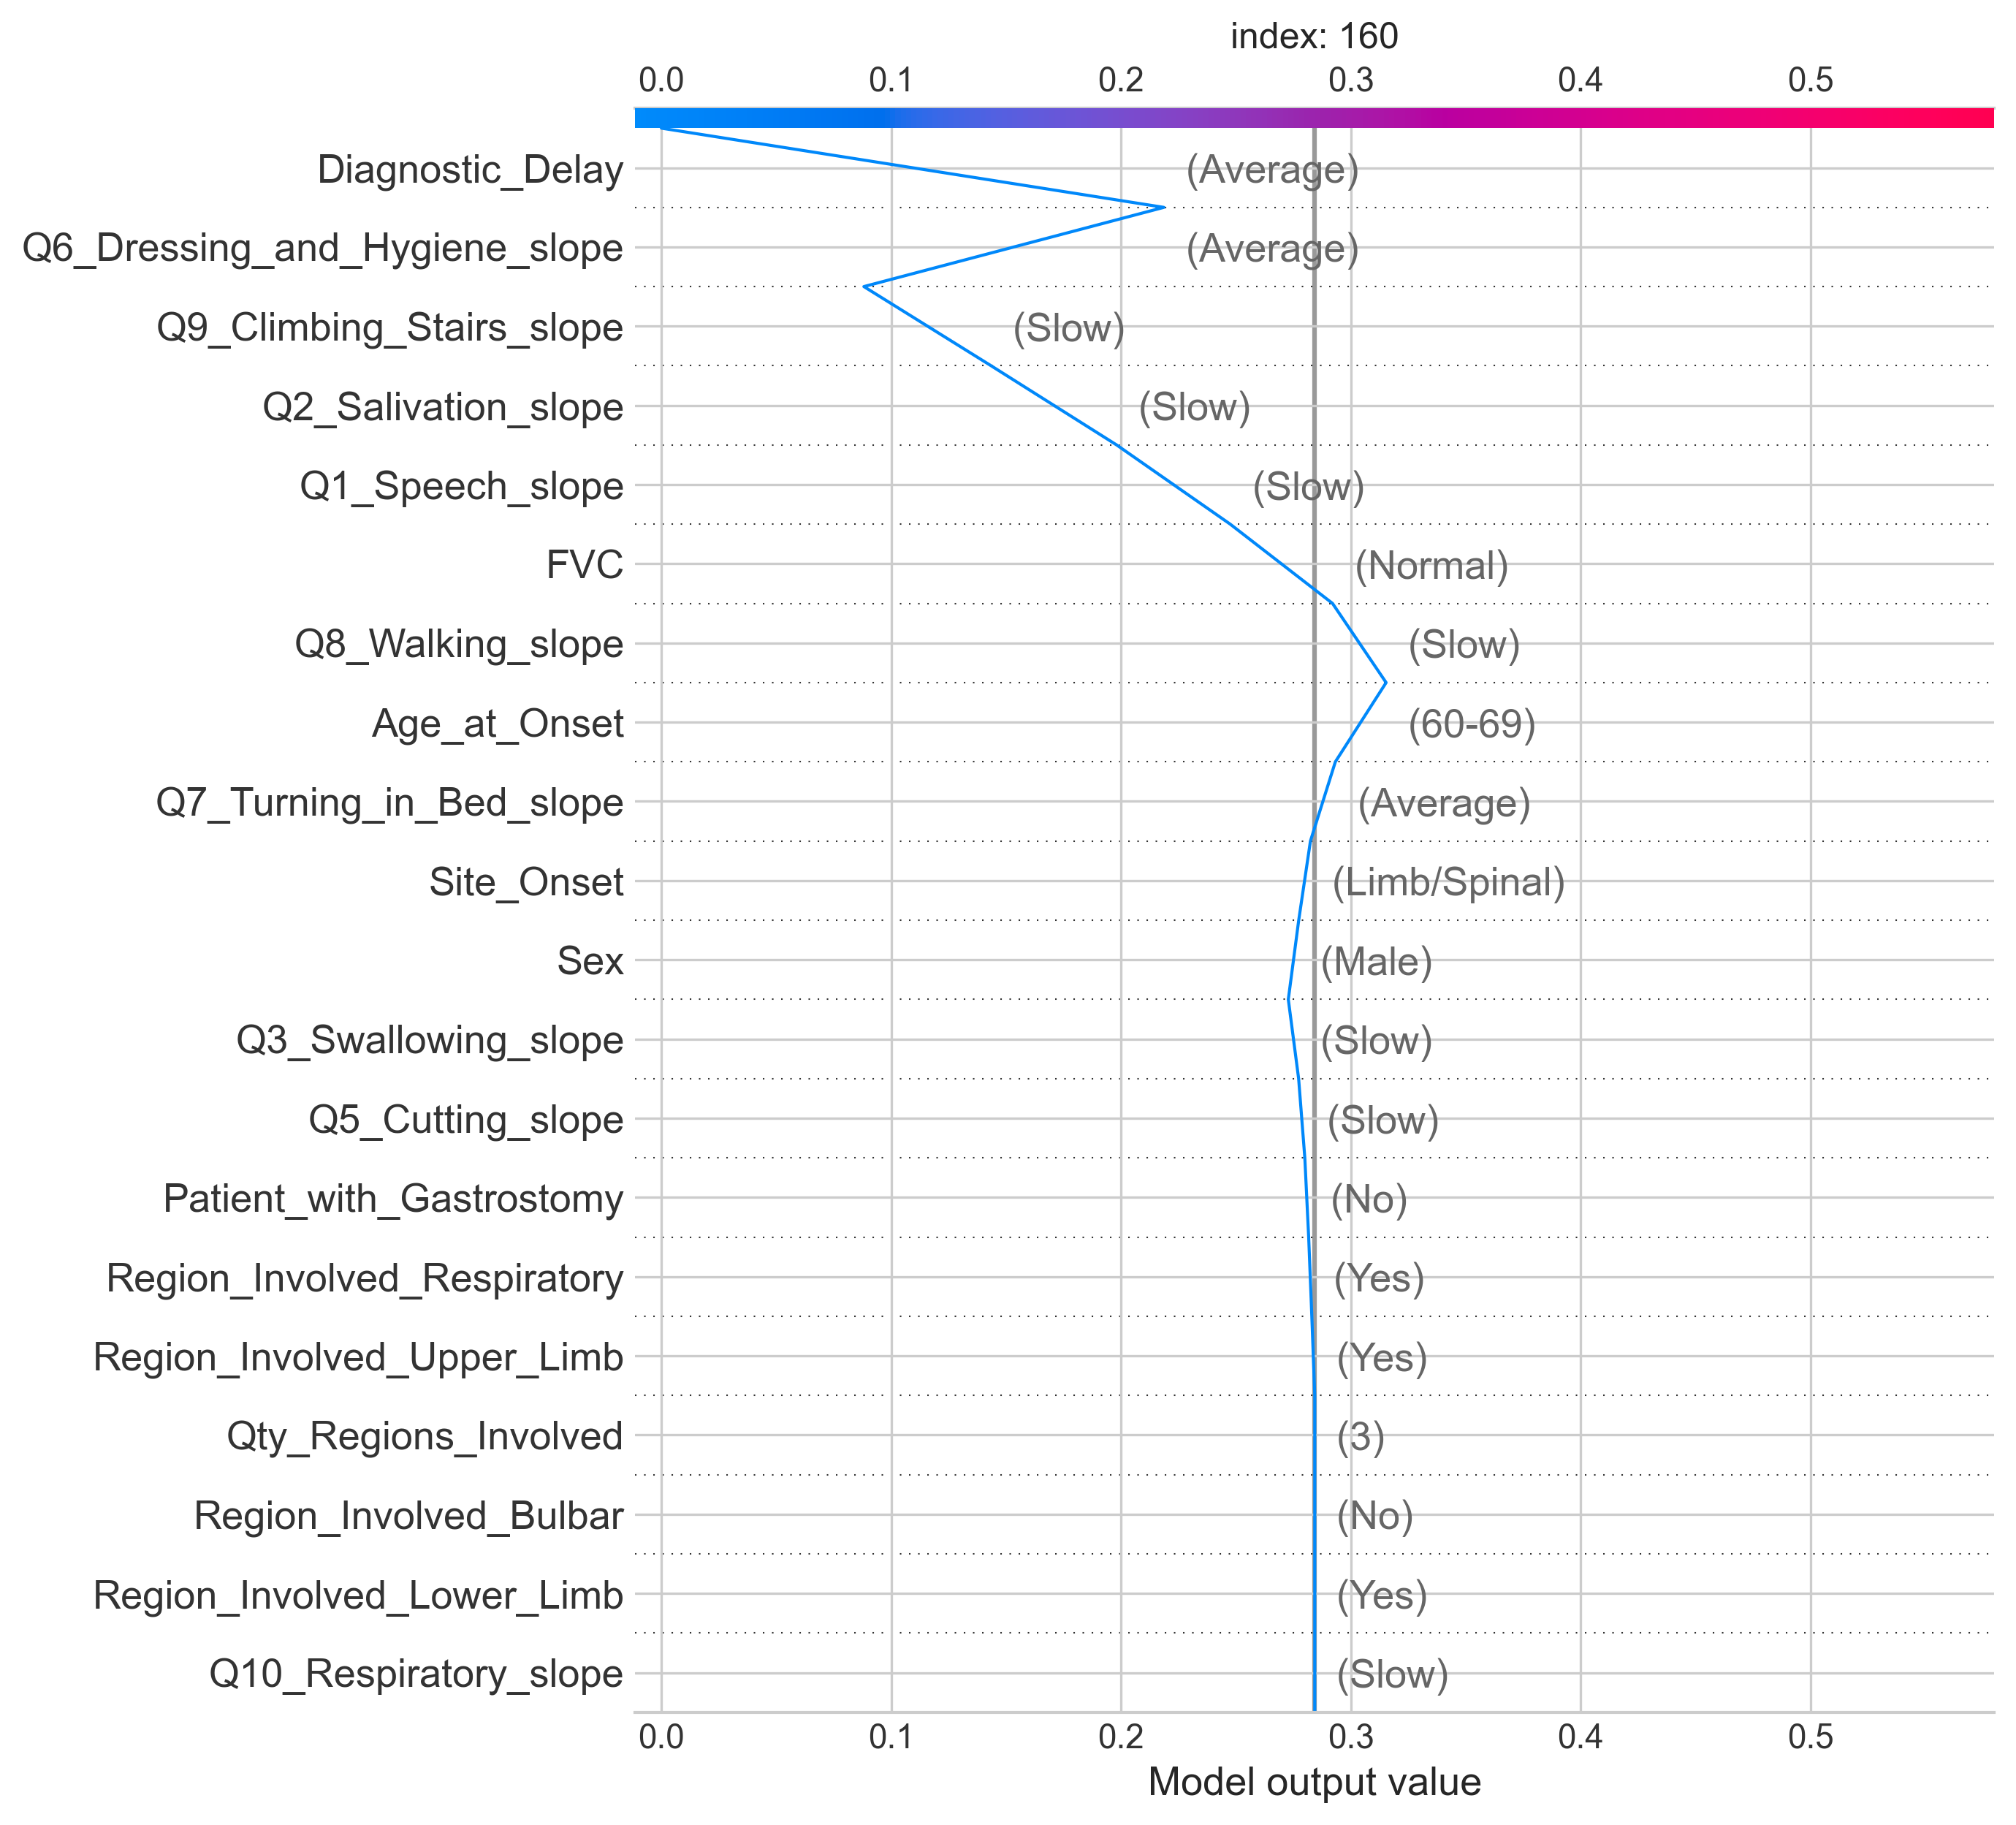 index: 160
0.0 0.1 0.2 0.3 0.4 0.5
Diagnostic_Delay (Average)
Q6_Dressing_and_Hygiene_slope (Average)
Q9_Climbing_Stairs_slope (Slow)
Q2_Salivation_slope (Slow)
Q1_Speech_slope (Slow)
FVC (Normal)
Q8_Walking_slope (Slow)
Age_at_Onset (60-69)
Q7_Turning_in_Bed_slope (Average)
Site_Onset (Limb/Spinal)
Sex (Male)
Q3_Swallowing_slope (Slow)
Q5_Cutting_slope (Slow)
Patient_with_Gastrostomy (No)
Region_Involved_Respiratory (Yes)
Region_Involved_Upper_Limb (Yes)
Qty_Regions_Involved (3)
Region_Involved_Bulbar (No)
Region_Involved_Lower_Limb (Yes)
Q10_Respiratory_slope (Slow)
0.0 0.1 0.2 0.3 0.4 0.5
Model output value